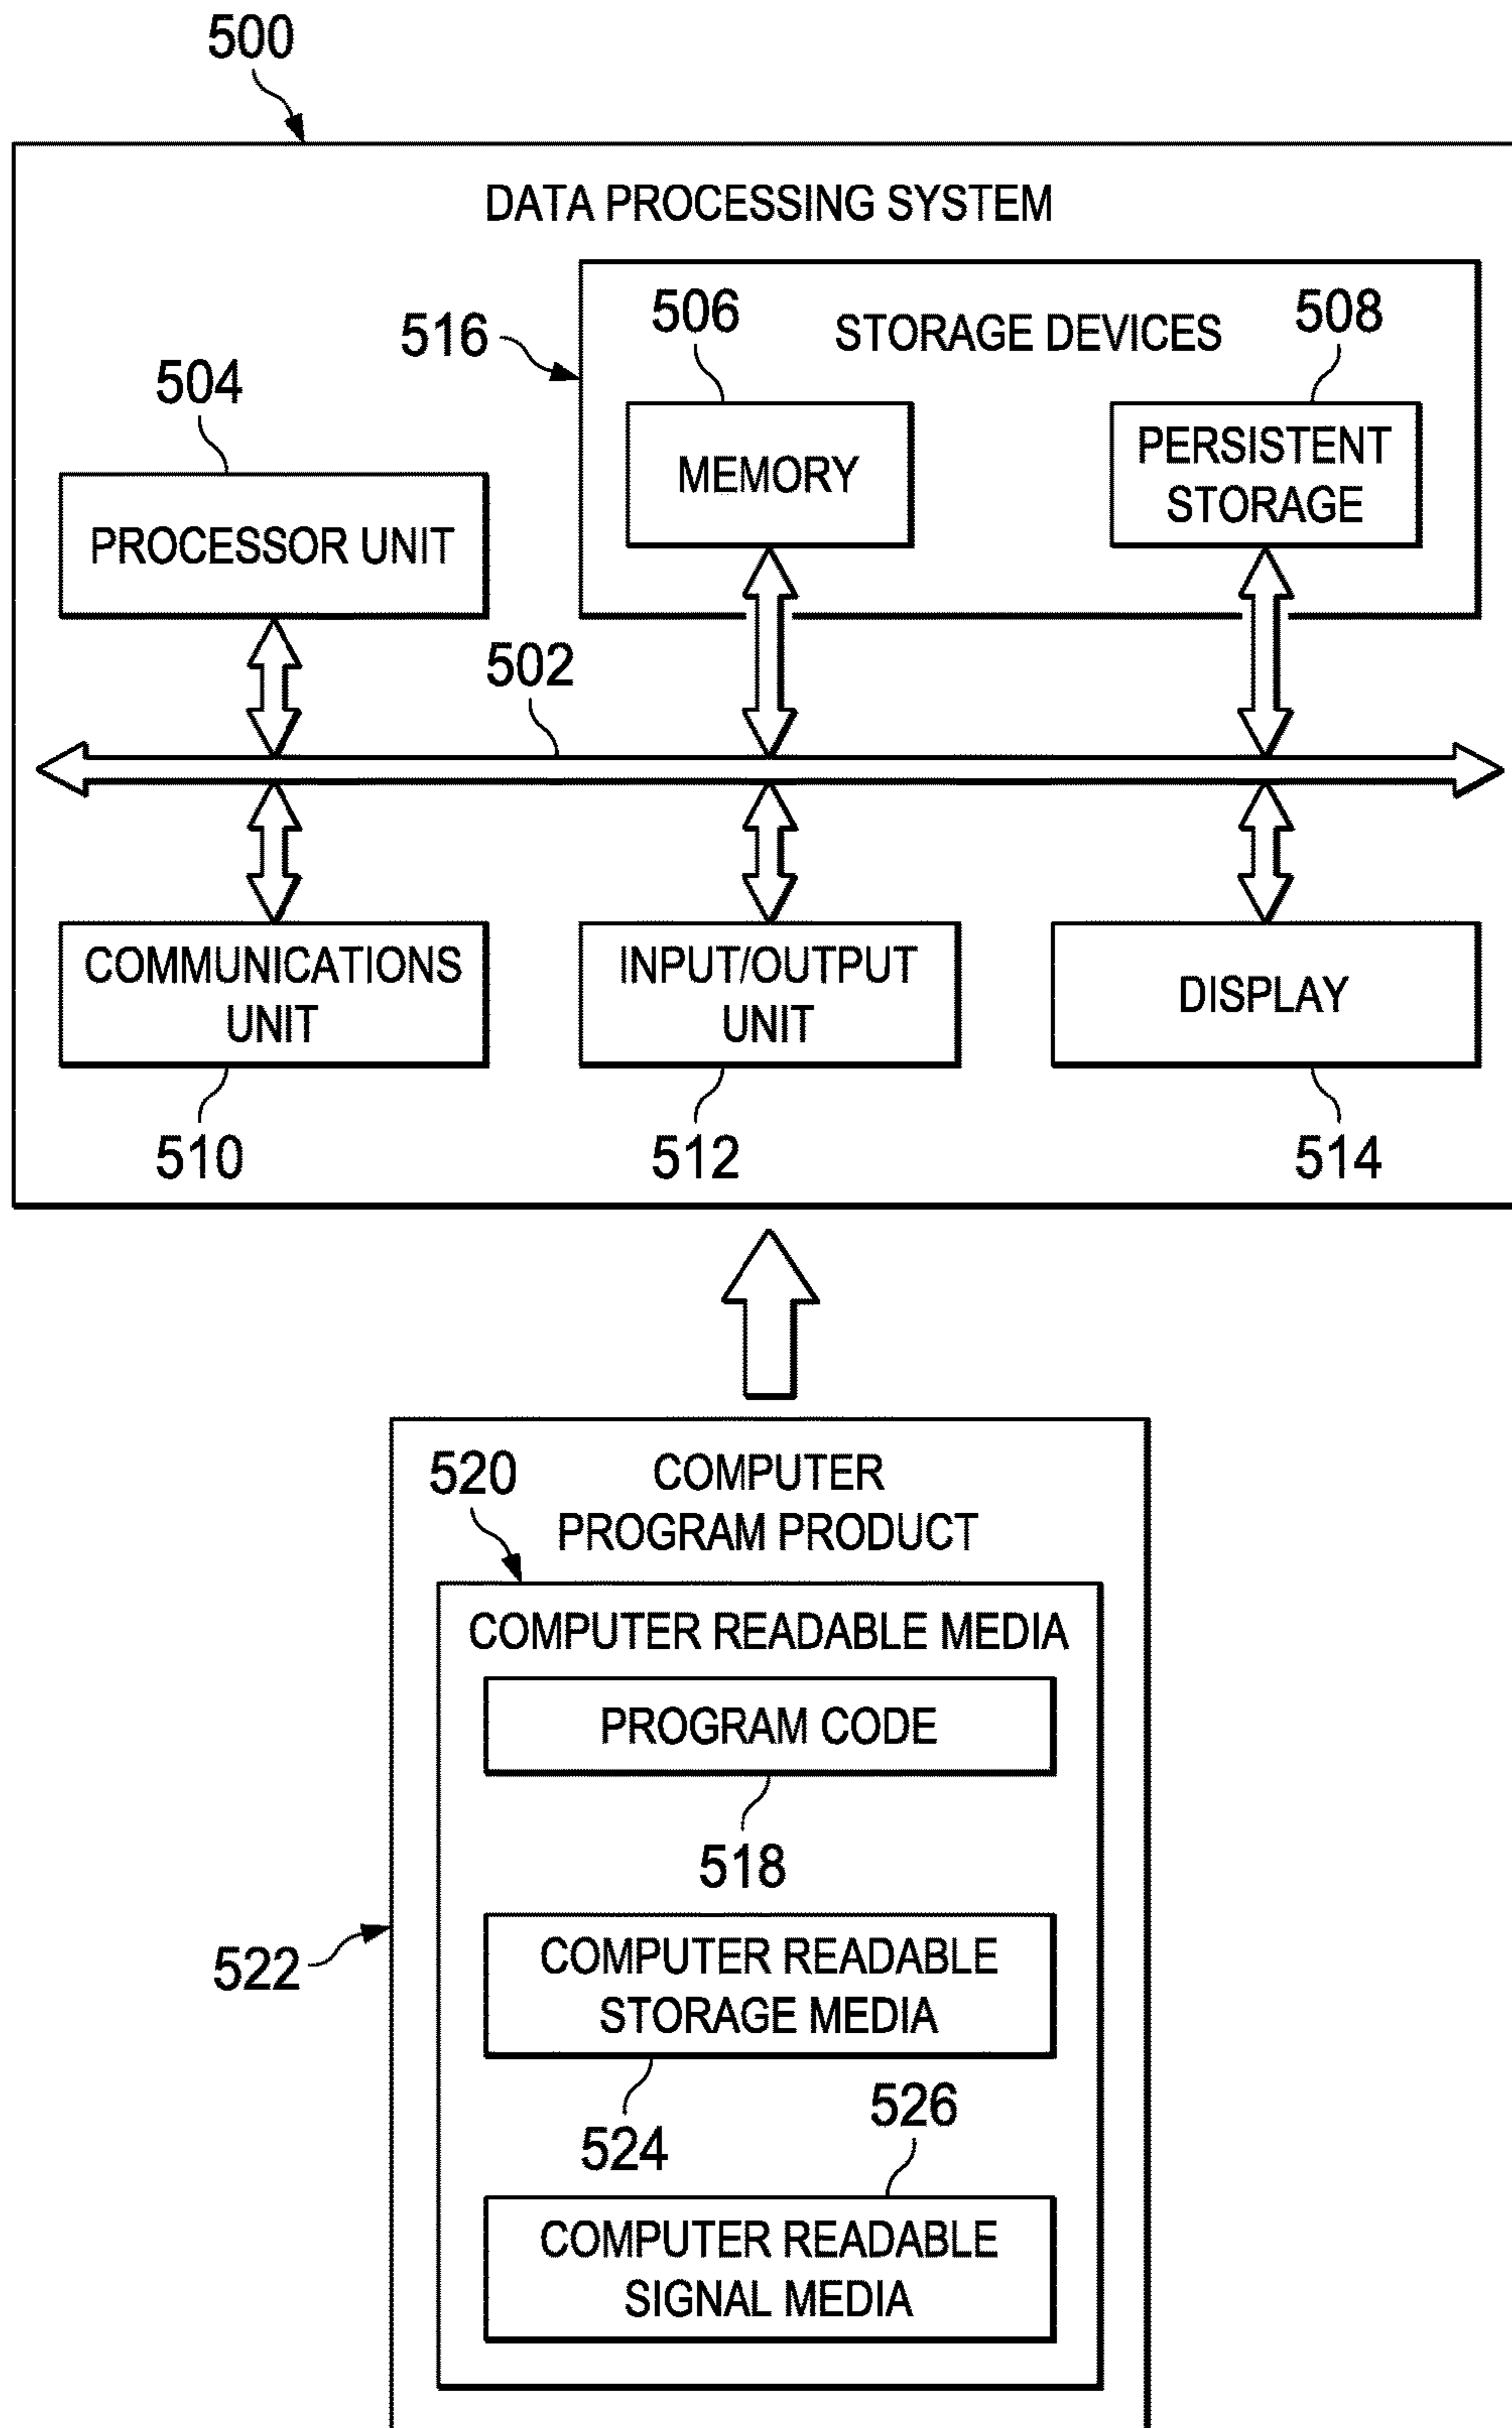 500
DATA PROCESSING SYSTEM
516
506
STORAGE DEVICES
508
504
MEMORY
PERSISTENT
STORAGE
PROCESSOR UNIT
502
COMMUNICATIONS
UNIT
INPUT/OUTPUT
UNIT
DISPLAY
510
512
514
520
COMPUTER
PROGRAM PRODUCT
COMPUTER READABLE MEDIA
PROGRAM CODE
518
522
COMPUTER READABLE
STORAGE MEDIA
524
526
COMPUTER READABLE
SIGNAL MEDIA